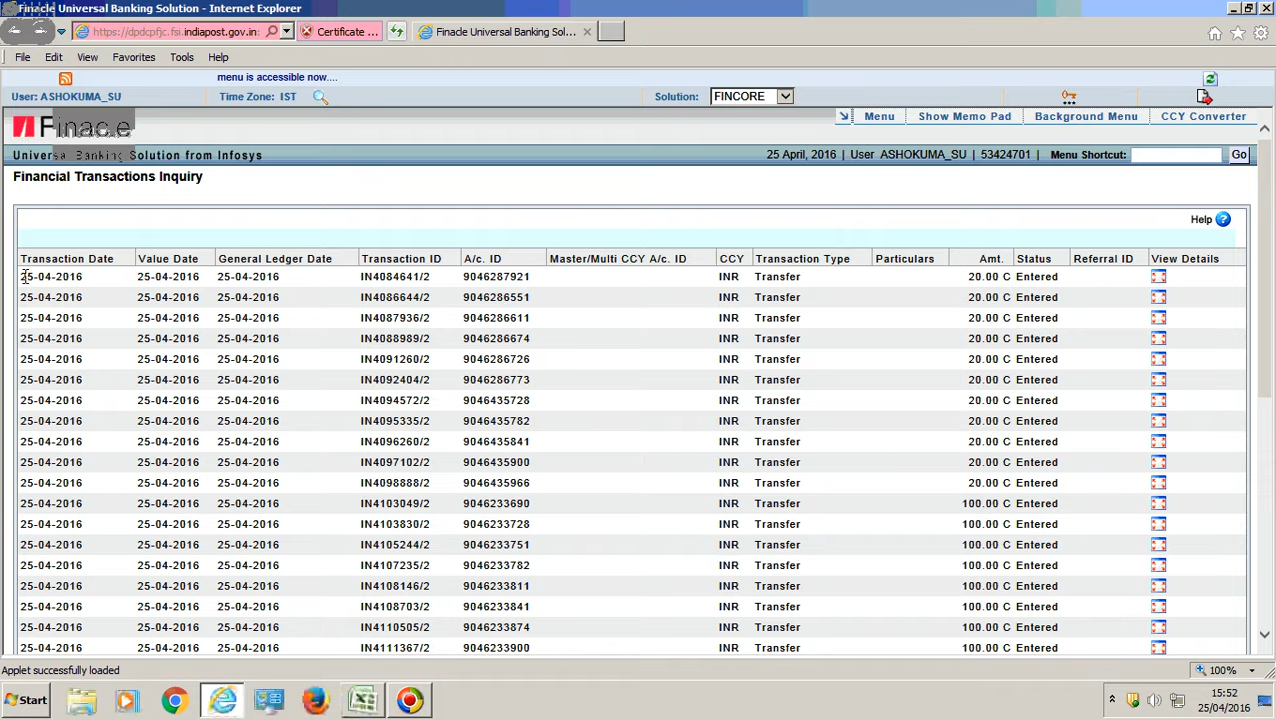 Finacle Universal Banking Solution - Internet Explorer
https://dpdcpfjc.fsi.indiapost.gov.in: Certificate ... Finacle Universal Banking Sol...
File Edit View Favorites Tools Help
menu is accessible now....
User: ASHOKUMA_SU Time Zone: IST Solution: FINCORE
Finacle Menu Show Memo Pad Background Menu CCY Converter
Universal Banking Solution from Infosys 25 April, 2016 | User ASHOKUMA_SU | 53424701 | Menu Shortcut: Go
Financial Transactions Inquiry
Help ?
Transaction Date Value Date General Ledger Date Transaction ID A/c. ID Master/Multi CCY A/c. ID CCY Transaction Type Particulars Amt. Status Referral ID View Details
25-04-2016 25-04-2016 25-04-2016 IN4084641/2 9046287921 INR Transfer 20.00 C Entered
25-04-2016 25-04-2016 25-04-2016 IN4086644/2 9046286551 INR Transfer 20.00 C Entered
25-04-2016 25-04-2016 25-04-2016 IN4087936/2 9046286611 INR Transfer 20.00 C Entered
25-04-2016 25-04-2016 25-04-2016 IN4088989/2 9046286674 INR Transfer 20.00 C Entered
25-04-2016 25-04-2016 25-04-2016 IN4091260/2 9046286726 INR Transfer 20.00 C Entered
25-04-2016 25-04-2016 25-04-2016 IN4092404/2 9046286773 INR Transfer 20.00 C Entered
25-04-2016 25-04-2016 25-04-2016 IN4094572/2 9046435728 INR Transfer 20.00 C Entered
25-04-2016 25-04-2016 25-04-2016 IN4095335/2 9046435782 INR Transfer 20.00 C Entered
25-04-2016 25-04-2016 25-04-2016 IN4096260/2 9046435841 INR Transfer 20.00 C Entered
25-04-2016 25-04-2016 25-04-2016 IN4097102/2 9046435900 INR Transfer 20.00 C Entered
25-04-2016 25-04-2016 25-04-2016 IN4098888/2 9046435966 INR Transfer 20.00 C Entered
25-04-2016 25-04-2016 25-04-2016 IN4103049/2 9046233690 INR Transfer 100.00 C Entered
25-04-2016 25-04-2016 25-04-2016 IN4103830/2 9046233728 INR Transfer 100.00 C Entered
25-04-2016 25-04-2016 25-04-2016 IN4105244/2 9046233751 INR Transfer 100.00 C Entered
25-04-2016 25-04-2016 25-04-2016 IN4107235/2 9046233782 INR Transfer 100.00 C Entered
25-04-2016 25-04-2016 25-04-2016 IN4108146/2 9046233811 INR Transfer 100.00 C Entered
25-04-2016 25-04-2016 25-04-2016 IN4108703/2 9046233841 INR Transfer 100.00 C Entered
25-04-2016 25-04-2016 25-04-2016 IN4110505/2 9046233874 INR Transfer 100.00 C Entered
25-04-2016 25-04-2016 25-04-2016 IN4111367/2 9046233900 INR Transfer 100.00 C Entered
Applet successfully loaded 100%
Start 15:52
25/04/2016